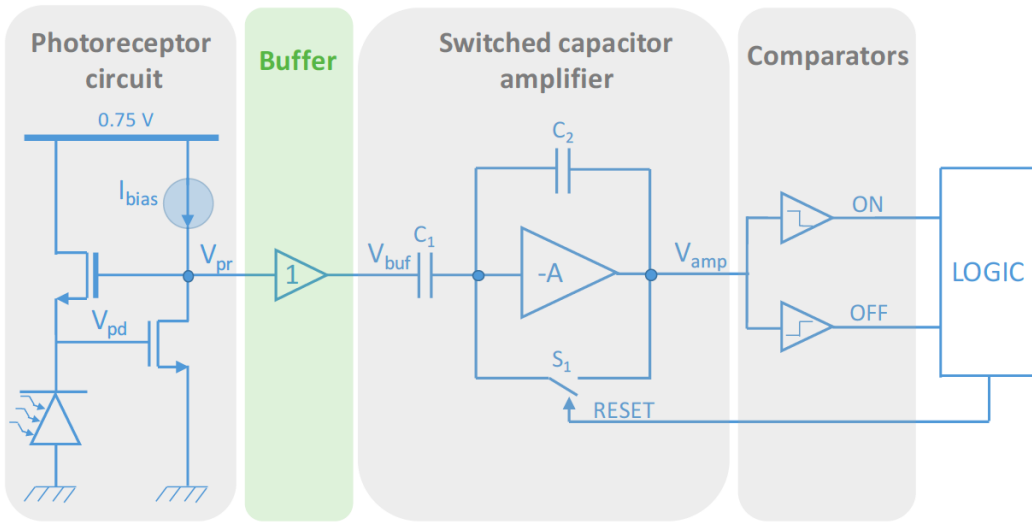 Photoreceptor
circuit
Buffer
Switched capacitor
amplifier
Comparators
0.75 V
C2
Ibias
C1
ON
Vpr
Vbuf
1
-A
Vamp
LOGIC
Vpd
OFF
S1
RESET